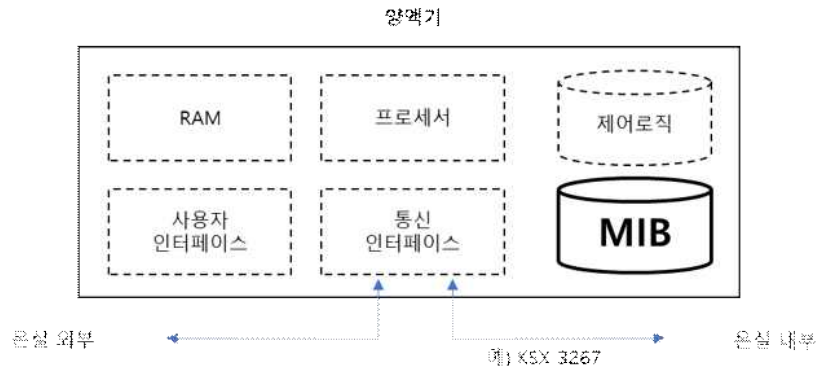 양액기
RAM
프로세서
제어로직
사용자
인터페이스
통신
인터페이스
MIB
온실 외부
예) KSX 3267
온실 내부